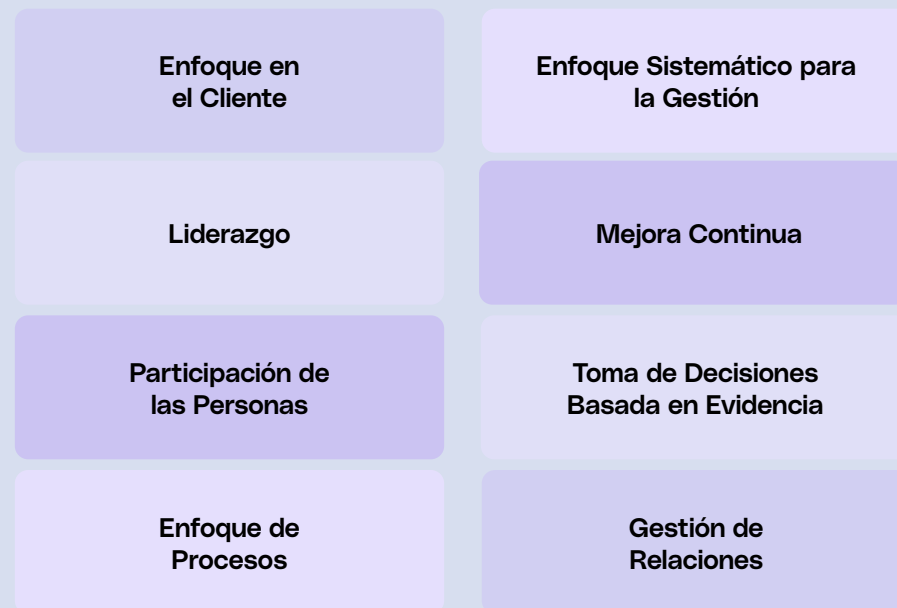 Enfoque en
el Cliente
Enfoque Sistemático para
la Gestión
Liderazgo
Mejora Continua
Participación de
las Personas
Toma de Decisiones
Basada en Evidencia
Enfoque de
Procesos
Gestión de
Relaciones